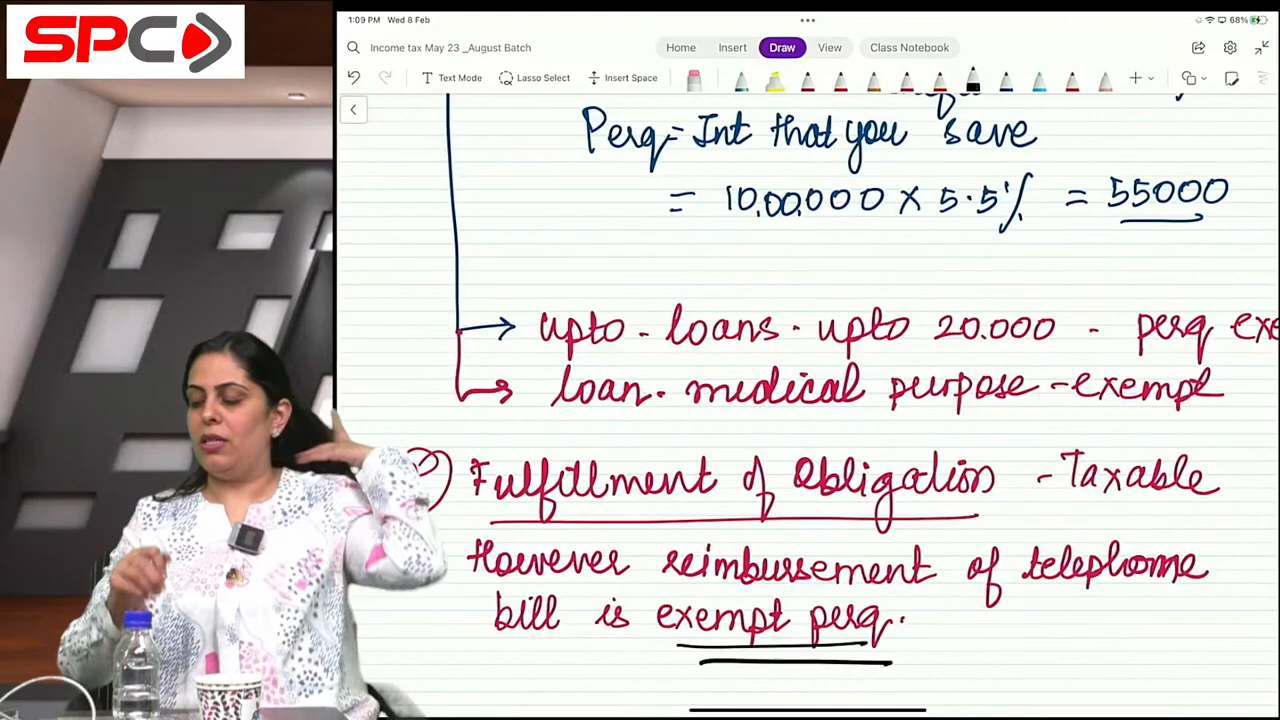 SPC
1:09 PM Wed 8 Feb
68%
Income tax May 23 _August Batch
Home Insert Draw View Class Notebook
Text Mode Lasso Select Insert Space
Perq = Int that you save
= 10,00,000 × 5.5% = 55000
upto - loans. upto 20.000 - perq exe
loan. medical purpose - exempt
Fulfillment of Obligation - Taxable
However reimbursement of telephone
bill is exempt perq.